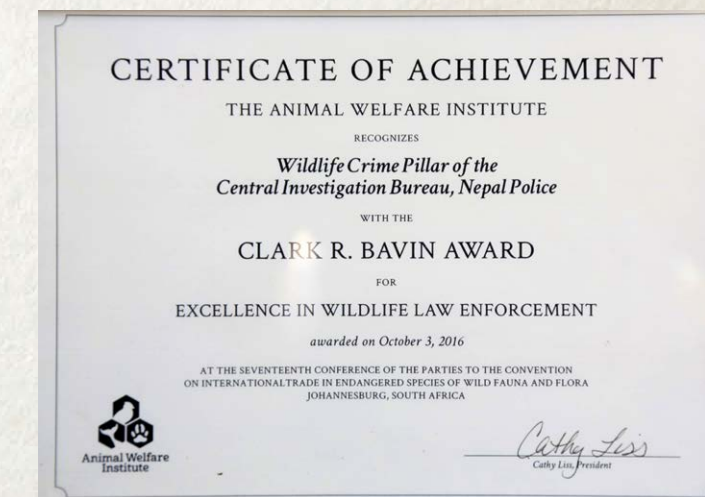 CERTIFICATE OF ACHIEVEMENT
THE ANIMAL WELFARE INSTITUTE
RECOGNIZES
Wildlife Crime Pillar of the
Central Investigation Bureau, Nepal Police
WITH THE
CLARK R. BAVIN AWARD
FOR
EXCELLENCE IN WILDLIFE LAW ENFORCEMENT
awarded on October 3, 2016
AT THE SEVENTEENTH CONFERENCE OF THE PARTIES TO THE CONVENTION
ON INTERNATIONALTRADE IN ENDANGERED SPECIES OF WILD FAUNA AND FLORA
JOHANNESBURG, SOUTH AFRICA
Animal Welfare
Institute
Cathy Liss
Cathy Liss, President